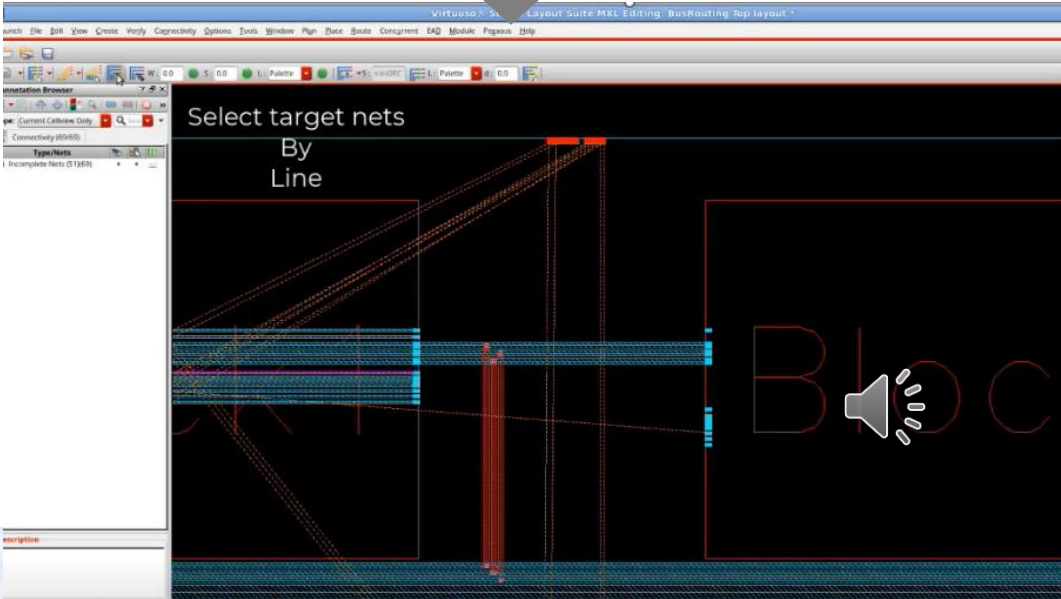 Virtuoso® Studio Layout Suite MXL Editing: BusRouting Top layout *
aunch File Edit View Create Verify Connectivity Options Tools Window Plan Place Route Concurrent EAD Module Pegasus Help
W: 0.0 S: 0.0 L: Palette L: Palette d: 0.0
nnotation Browser
pe: Current Cellview Only
Connectivity (69/69)
Type/Nets
Incomplete Nets (51)(69)
Select target nets
By
Line
Bloc
escription